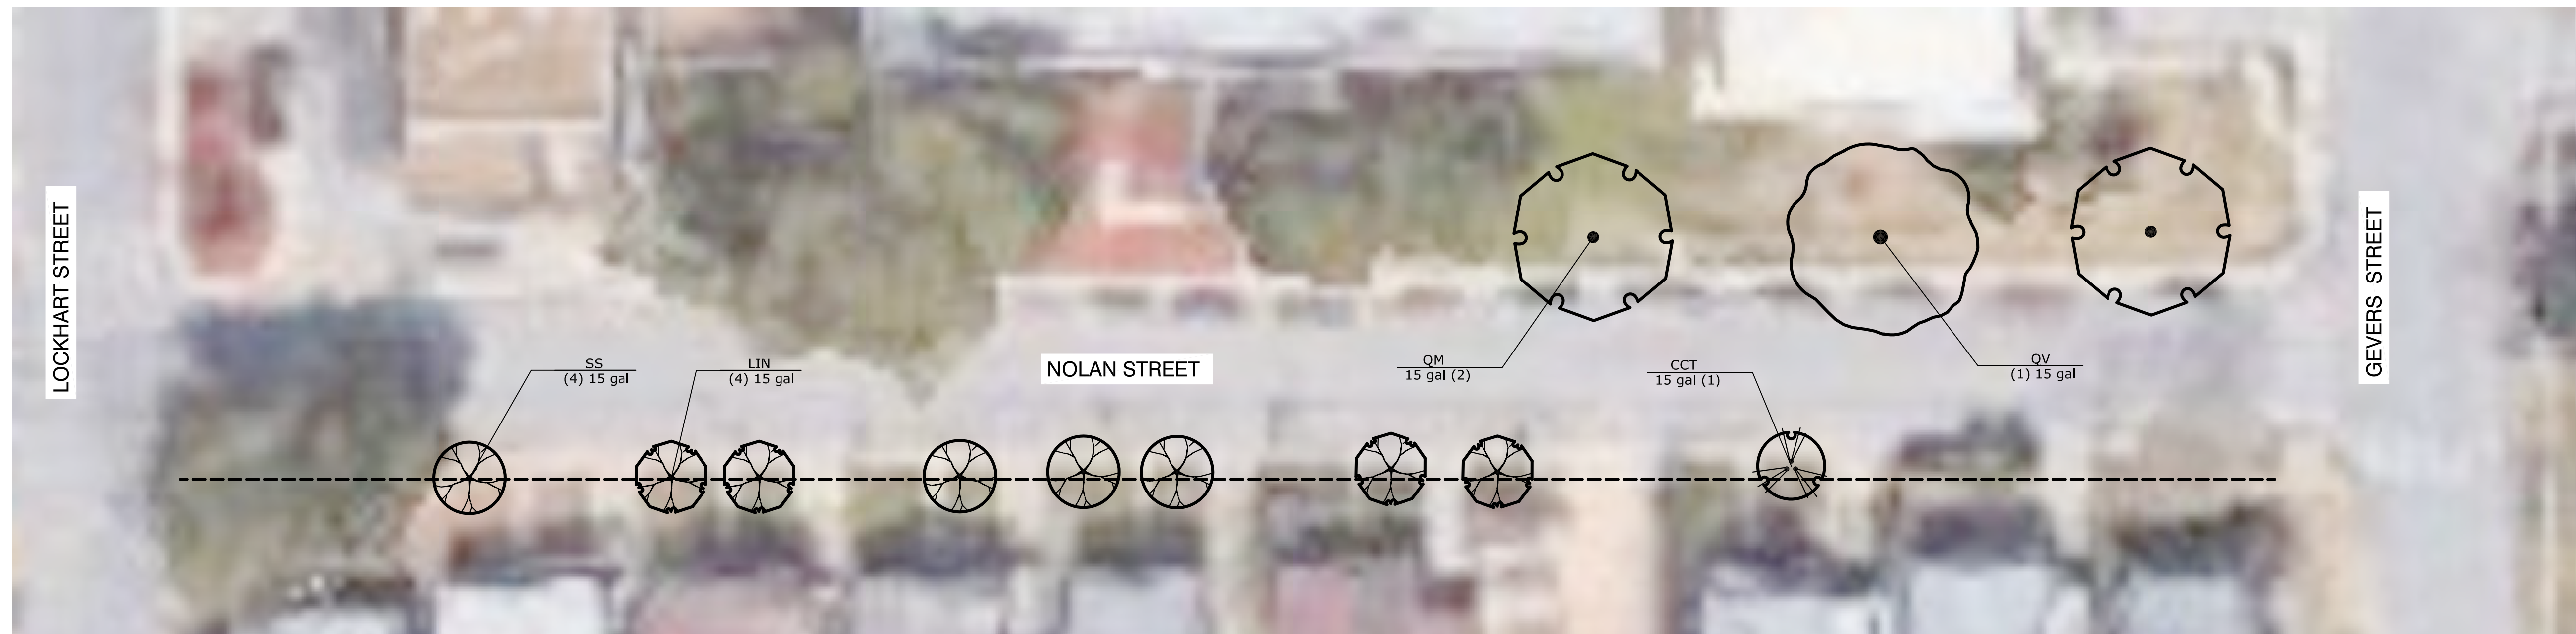 LOCKHART STREET
SS
(4) 15 gal
LIN
(4) 15 gal
NOLAN STREET
QM
15 gal (2)
CCT
15 gal (1)
QV
(1) 15 gal
GEVERS STREET